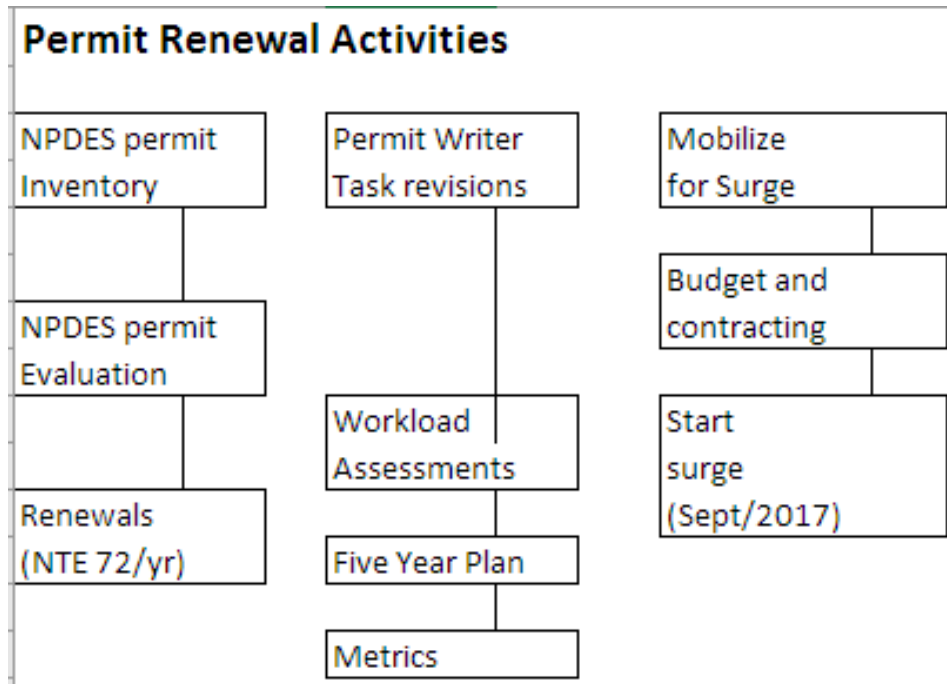 Permit Renewal Activities
NPDES permit
Inventory
NPDES permit
Evaluation
Renewals
(NTE 72/yr)
Permit Writer
Task revisions
Workload
Assessments
Five Year Plan
Metrics
Mobilize
for Surge
Budget and
contracting
Start
surge
(Sept/2017)